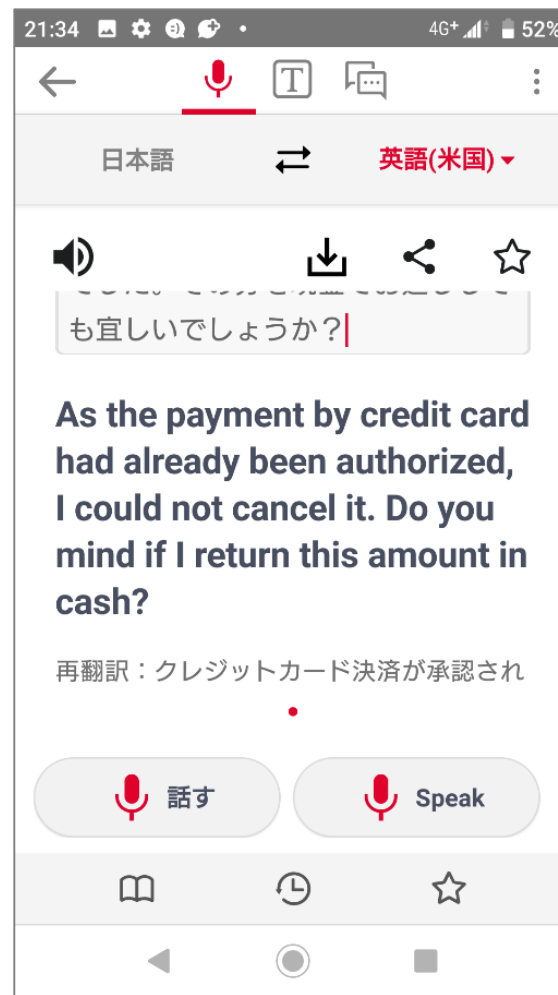 21:34 4G+ 52%
T
日本語 英語(米国)
も宜しいでしょうか?
As the payment by credit card
had already been authorized,
I could not cancel it. Do you
mind if I return this amount in
cash?
再翻訳:クレジットカード決済が承認され
話す Speak